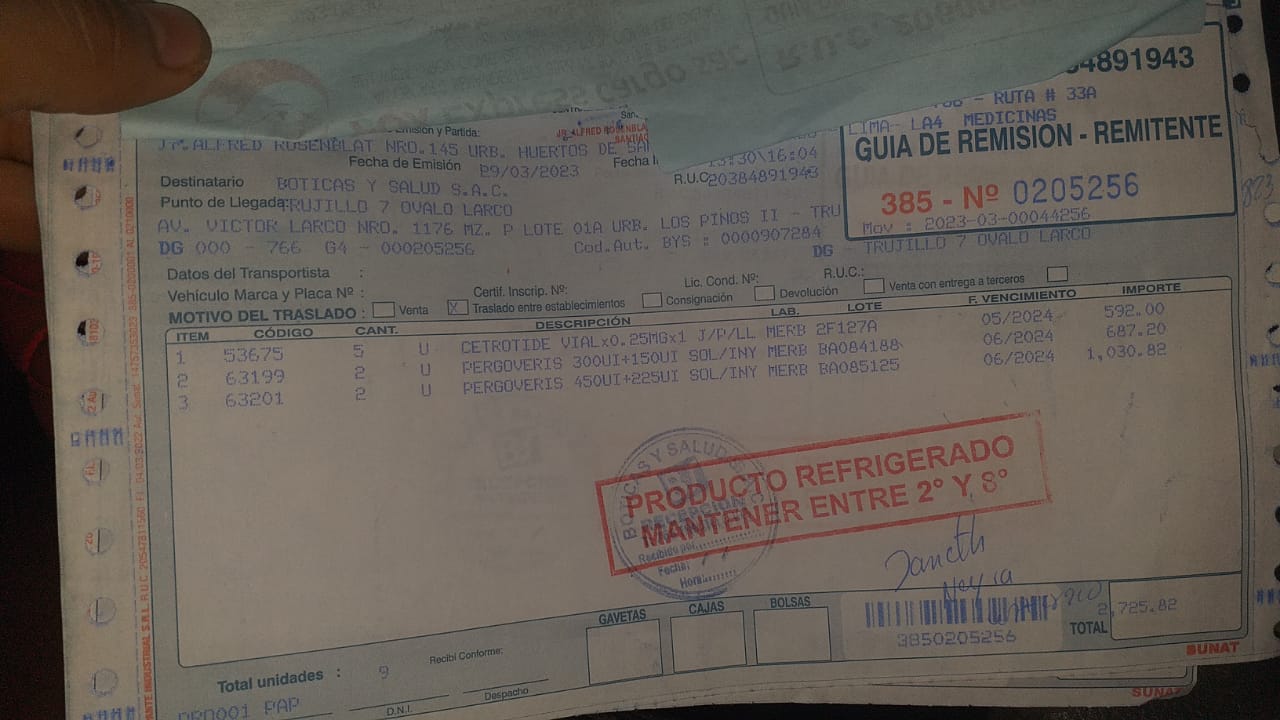 4891943
RUTA # 33A
LIMA- LA4 MEDICINAS
GUIA DE REMISION - REMITENTE
385 - Nº 0205256
Mov : 2023-03-00044256
JR.ALFRED ROSENBLAT NRO.145 URB. HUERTOS DE SAN
Fecha de Emisión 29/03/2023
13:30\16:04
Destinatario BOTICAS Y SALUD S.A.C.
R.U.C. 20384891943
Punto de Llegada: RUJILLO 7 OVALO LARCO
AV. VICTOR LARCO NRO. 1176 MZ. P LOTE 01A URB. LOS PINOS II - TRU
DG 000 - 766 G4 - 000205256 Cod.Aut. BYS : 0000907284 DG - TRUJILLO 7 OVALO LARCO
Datos del Transportista :
Vehículo Marca y Placa Nº : Certif. Inscrip. Nº: Lic. Cond. Nº: R.U.C.:
MOTIVO DEL TRASLADO : Venta X Traslado entre establecimientos Consignación Devolución Venta con entrega a terceros
ITEM CÓDIGO CANT. DESCRIPCIÓN LAB. LOTE F. VENCIMIENTO IMPORTE
1 53675 5 U CETROTIDE VIALx0.25MGx1 J/P/LL MERB 2F127A 05/2024 592.00
2 63199 2 U PERGOVERIS 300UI+150UI SOL/INY MERB BA084188 06/2024 687.20
3 63201 2 U PERGOVERIS 450UI+225UI SOL/INY MERB BA085125 06/2024 1,030.82
PRODUCTO REFRIGERADO
MANTENER ENTRE 2° Y 8°
BOTICAS Y SALUD
RECEPCIÓN
Recibido por:
Fecha:
Hora:
Janeth
GAVETAS CAJAS BOLSAS
3850205256
TOTAL 2,725.82
SUNAT
Total unidades : 9
Recibí Conforme:
D.N.I. Despacho
PAP